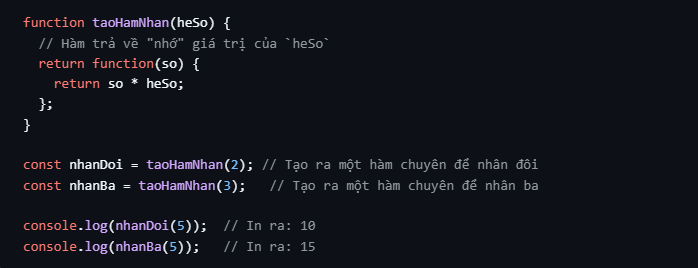 function taoHamNhan(heSo) {
  // Hàm trả về "nhớ" giá trị của `heSo`
  return function(so) {
    return so * heSo;
  };
}

const nhanDoi = taoHamNhan(2); // Tạo ra một hàm chuyên để nhân đôi
const nhanBa = taoHamNhan(3);   // Tạo ra một hàm chuyên để nhân ba

console.log(nhanDoi(5));  // In ra: 10
console.log(nhanBa(5));   // In ra: 15